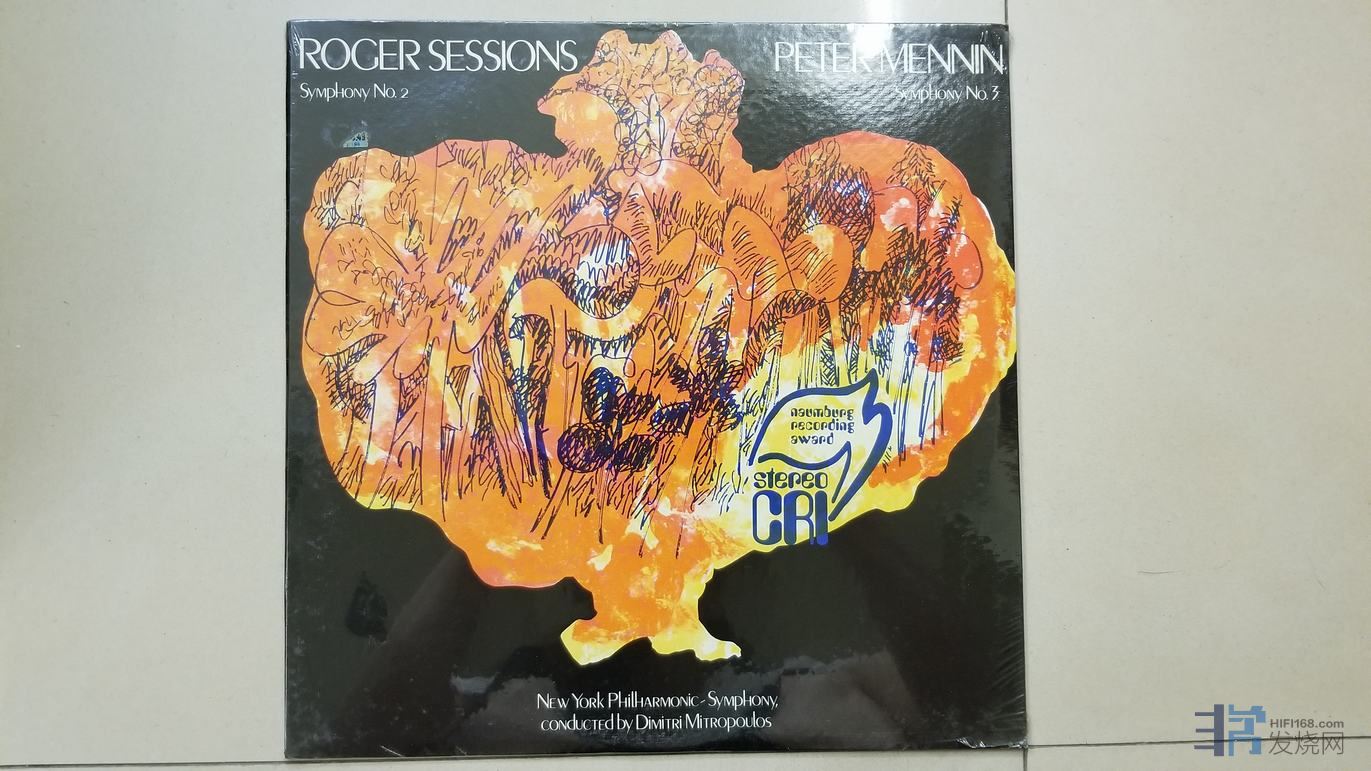 ROGER SESSIONS
PETER MENNIN
Symphony No. 2
Symphony No. 3
naumburg
recording
award
stereo
CRI
New York Philharmonic-Symphony,
conducted by Dimitri Mitropoulos
HIFI168.com
发烧网